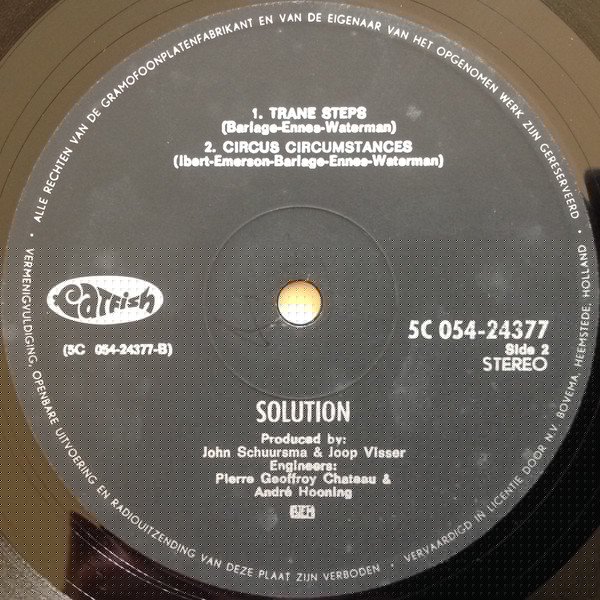 • ALLE RECHTEN VAN DE GRAMOFOONPLATENFABRIKANT EN VAN DE EIGENAAR VAN HET OPGENOMEN WERK ZIJN GERESERVEERD •
1. TRANE STEPS
(Barlage-Ennes-Waterman)
2. CIRCUS CIRCUMSTANCES
(Ibert-Emerson-Barlage-Ennes-Waterman)
Catfish
(5C 054-24377-B)
5C 054-24377
Side 2
STEREO
SOLUTION
Produced by:
John Schuursma & Joop Visser
Engineers:
Pierre Geoffroy Chateau &
André Hooning
VERMENIGVULDIGING, OPENBARE UITVOERING EN RADIOUITZENDING VAN DEZE PLAAT ZIJN VERBODEN • VERVAARDIGD IN LICENTIE DOOR N.V. BOVEMA, HEEMSTEDE, HOLLAND